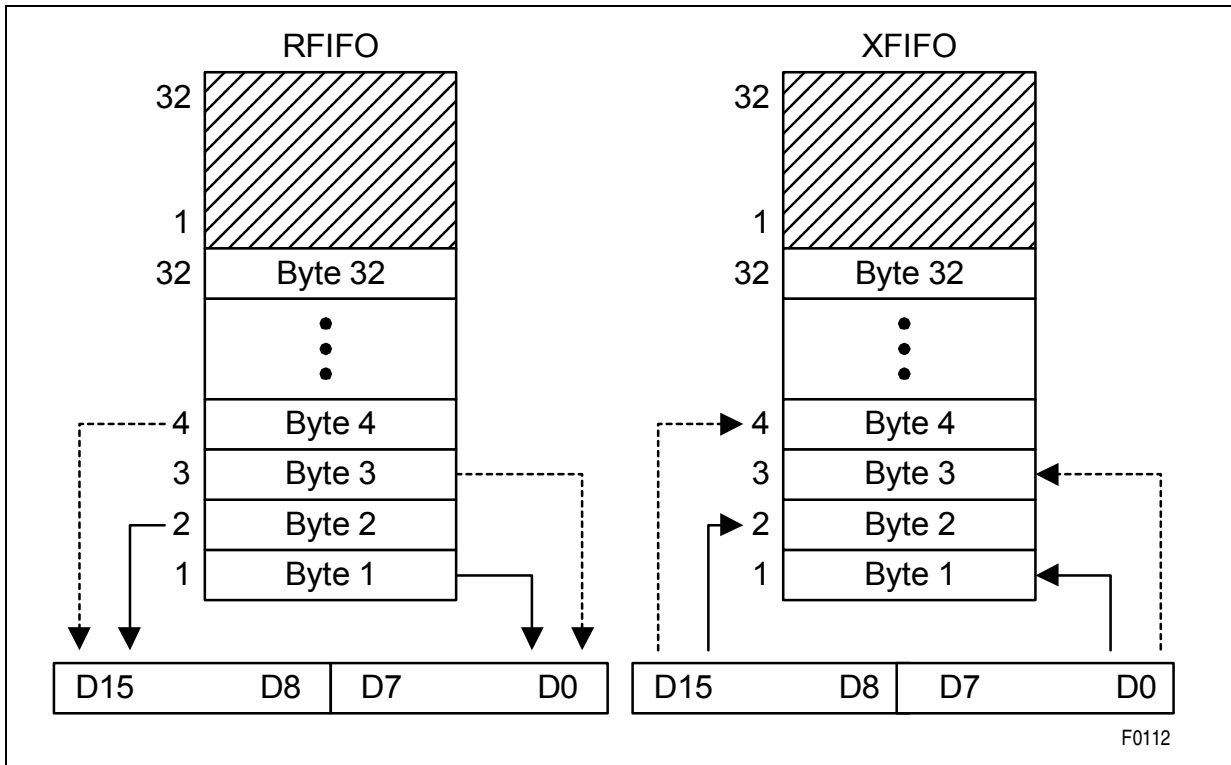 RFIFO
32
1
32 Byte 32
4 Byte 4
3 Byte 3
2 Byte 2
1 Byte 1
D15 D8 D7 D0
XFIFO
32
1
32 Byte 32
4 Byte 4
3 Byte 3
2 Byte 2
1 Byte 1
D15 D8 D7 D0
F0112